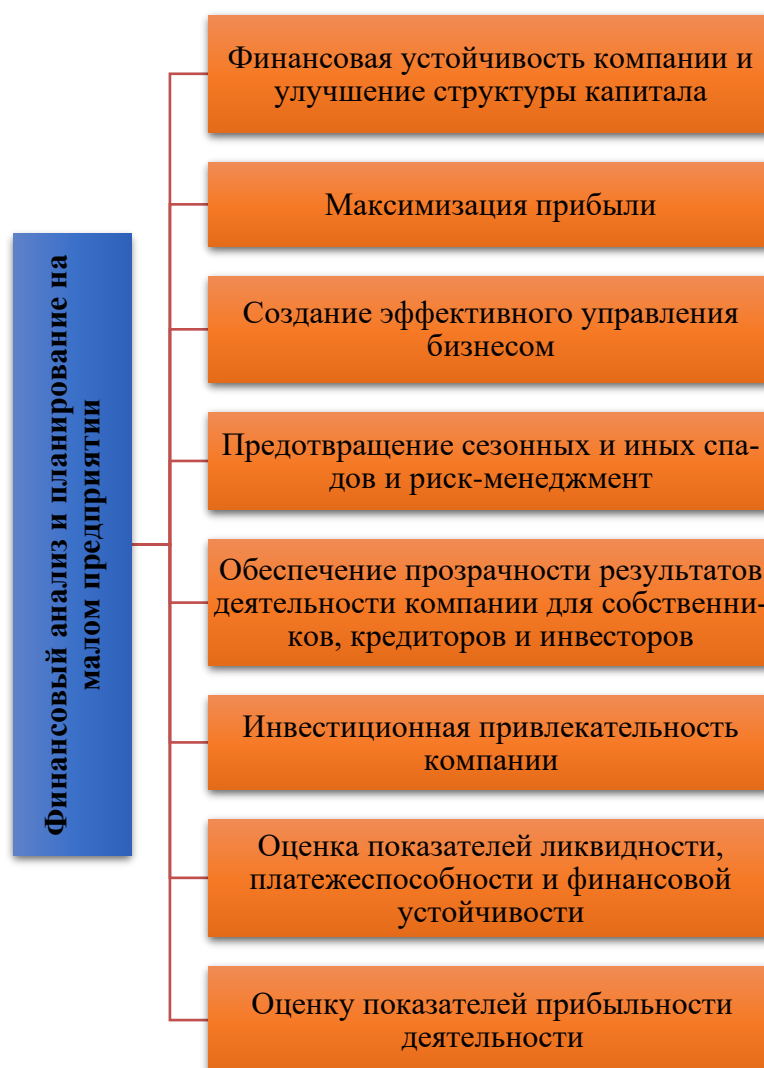 Финансовый анализ и планирование на
малом предприятии
Финансовая устойчивость компании и
улучшение структуры капитала
Максимизация прибыли
Создание эффективного управления
бизнесом
Предотвращение сезонных и иных спа-
дов и риск-менеджмент
Обеспечение прозрачности результатов
деятельности компании для собственни-
ков, кредиторов и инвесторов
Инвестиционная привлекательность
компании
Оценка показателей ликвидности,
платежеспособности и финансовой
устойчивости
Оценку показателей прибыльности
деятельности